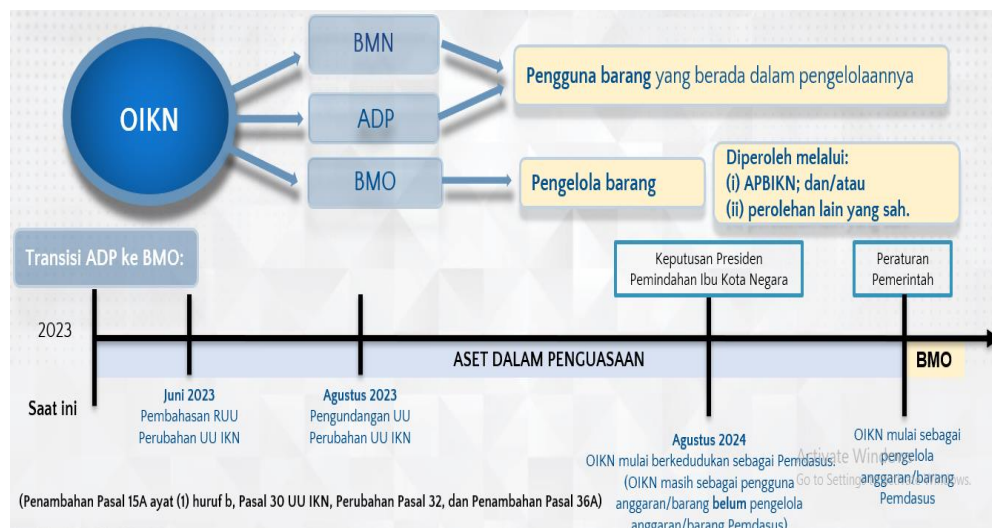 OIKN
BMN
ADP
BMO
Pengguna barang yang berada dalam pengelolaannya
Pengelola barang
Diperoleh melalui:
(i) APBIKN; dan/atau
(ii) perolehan lain yang sah.
Transisi ADP ke BMO:
Keputusan Presiden
Pemindahan Ibu Kota Negara
Peraturan
Pemerintah
2023
ASET DALAM PENGUASAAN
BMO
Saat ini
Juni 2023
Pembahasan RUU
Perubahan UU IKN
Agustus 2023
Pengundangan UU
Perubahan UU IKN
Agustus 2024
OIKN mulai berkedudukan sebagai Pemdasus.
(OIKN masih sebagai pengguna
anggaran/barang belum pengelola
anggaran/barang Pemdasus)
OIKN mulai sebagai
pengelola
anggaran/barang
Pemdasus
Activate Windows
Go to Settings to activate Windows.
(Penambahan Pasal 15A ayat (1) huruf b, Pasal 30 UU IKN, Perubahan Pasal 32, dan Penambahan Pasal 36A)